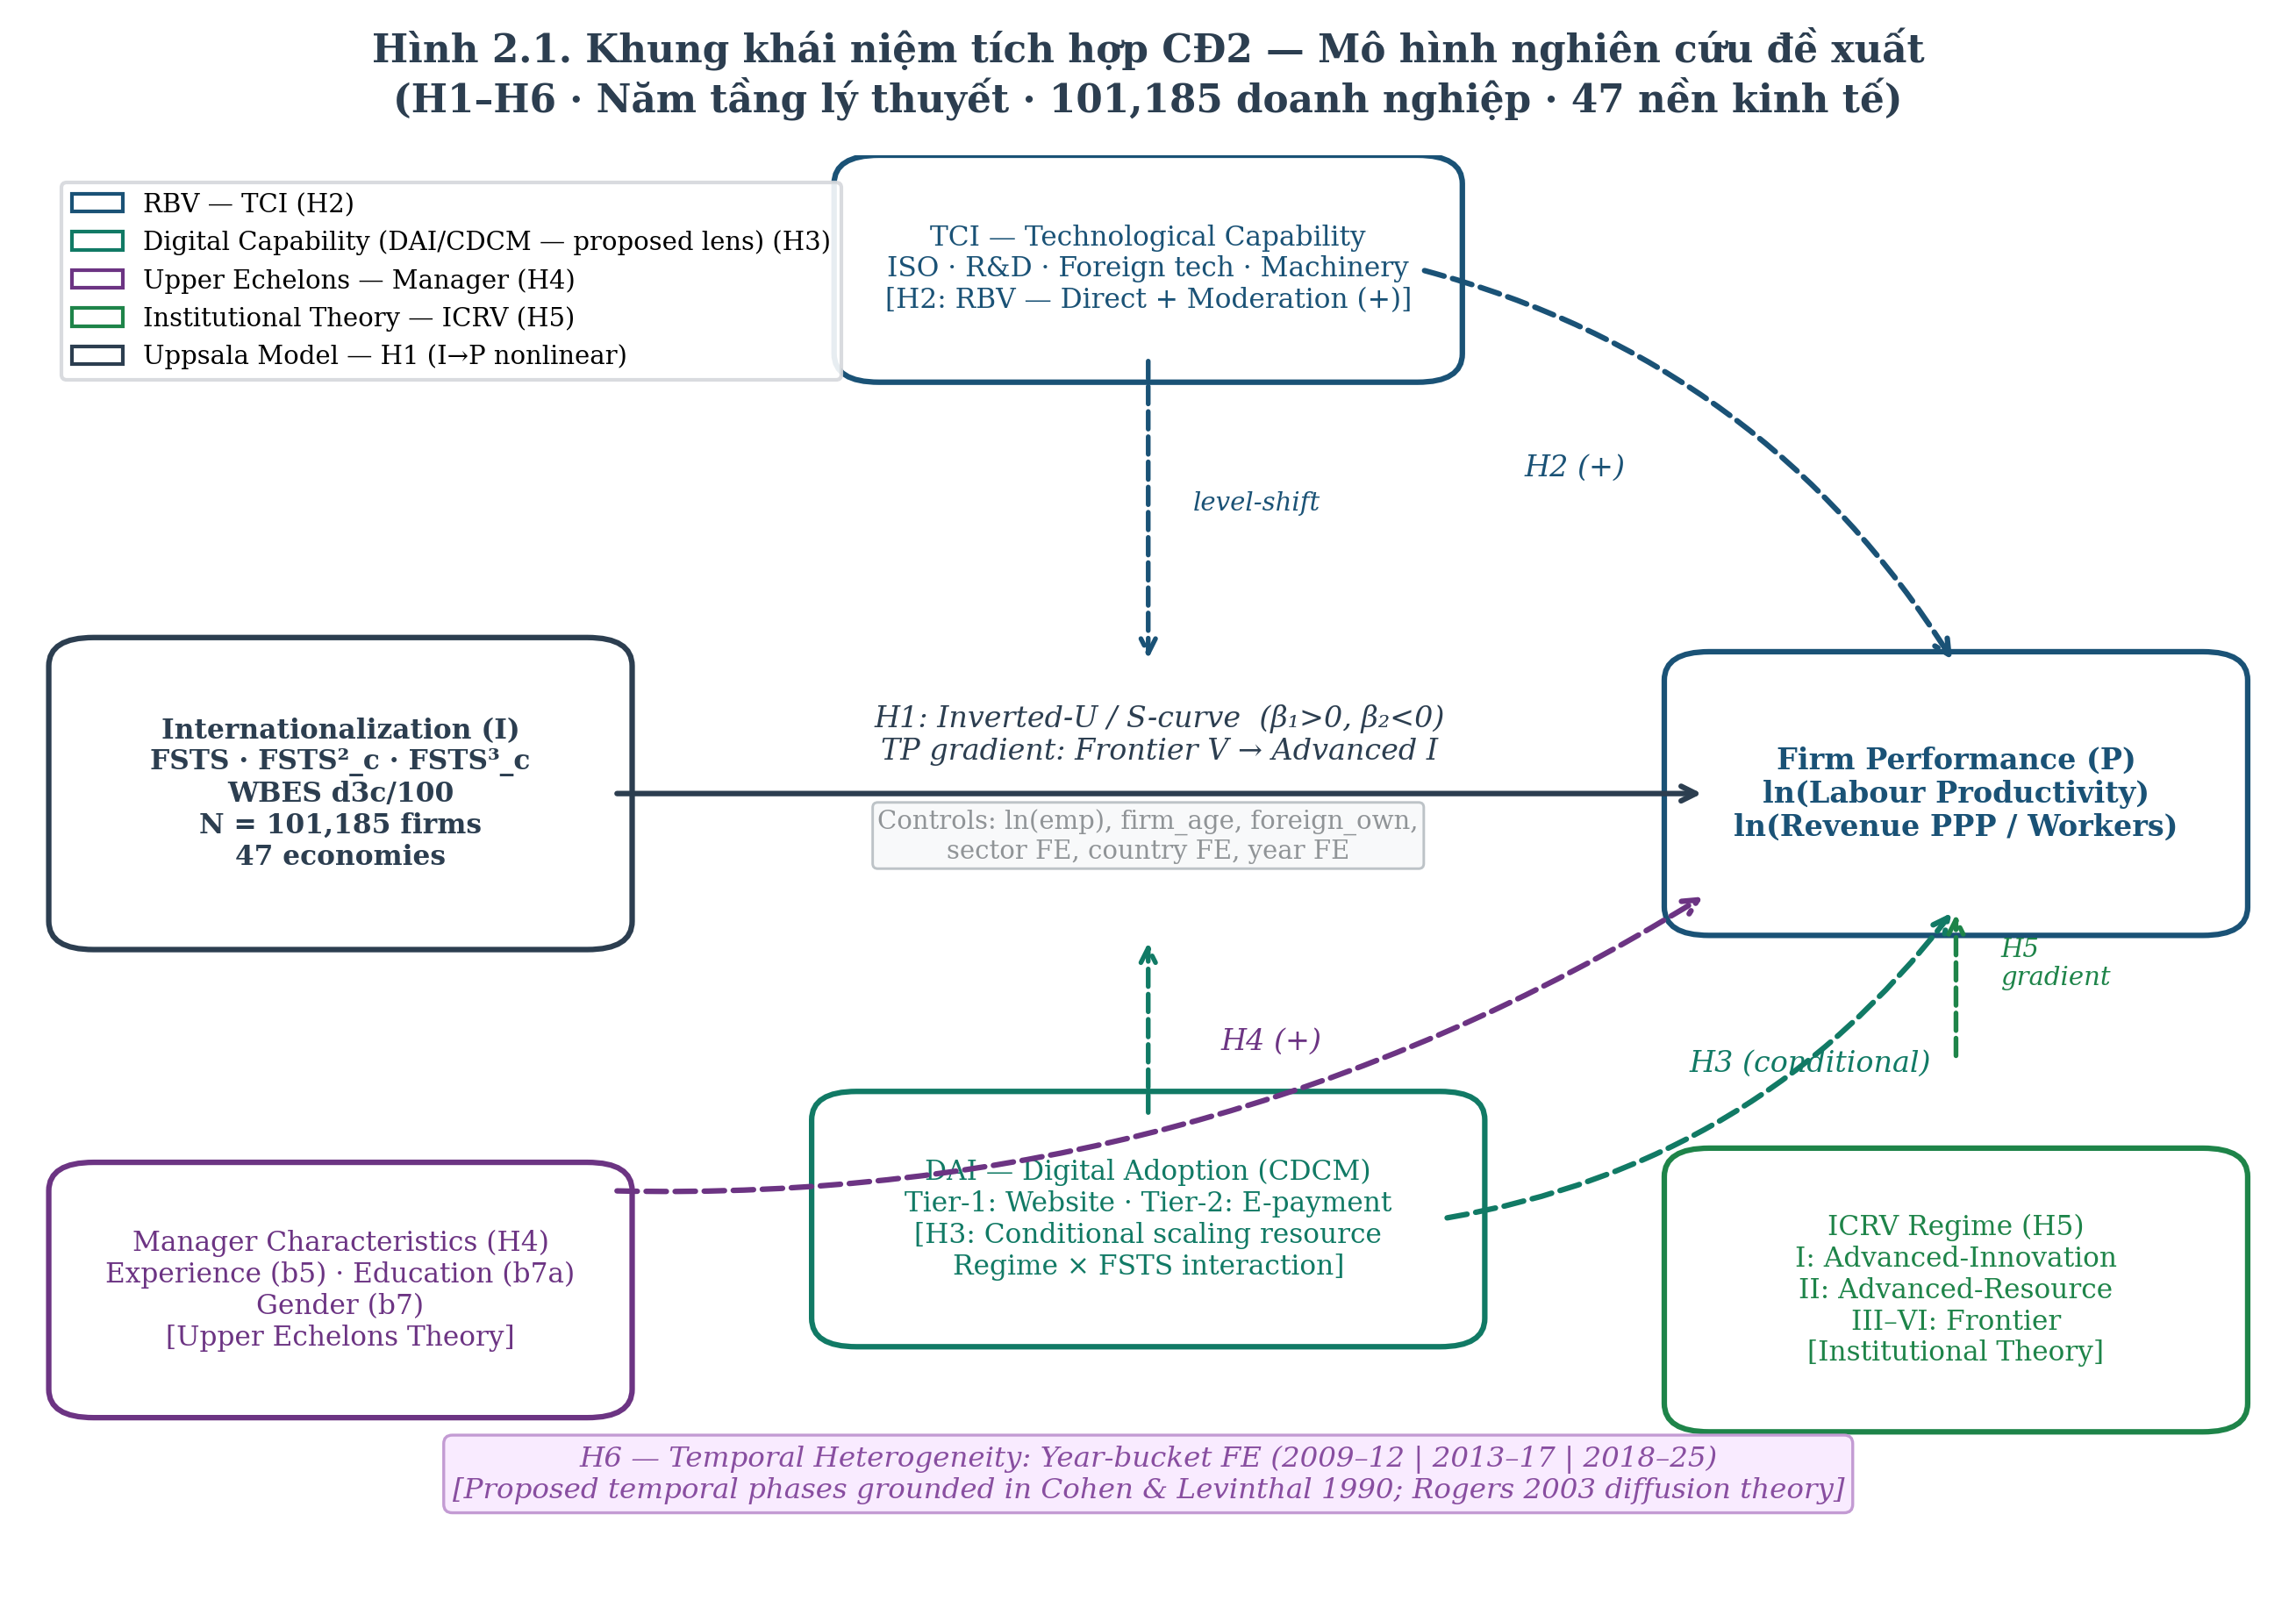 Hình 2.1. Khung khái niệm tích hợp CĐ2 — Mô hình nghiên cứu đề xuất
(H1–H6 · Năm tầng lý thuyết · 101,185 doanh nghiệp · 47 nền kinh tế)
RBV — TCI (H2)
Digital Capability (DAI/CDCM — proposed lens) (H3)
Upper Echelons — Manager (H4)
Institutional Theory — ICRV (H5)
Uppsala Model — H1 (I→P nonlinear)
TCI — Technological Capability
ISO · R&D · Foreign tech · Machinery
[H2: RBV — Direct + Moderation (+)]
H2 (+)
level-shift
Internationalization (I)
FSTS · FSTS²_c · FSTS³_c
WBES d3c/100
N = 101,185 firms
47 economies
H1: Inverted-U / S-curve  (β₁>0, β₂<0)
TP gradient: Frontier V → Advanced I
Controls: ln(emp), firm_age, foreign_own,
sector FE, country FE, year FE
Firm Performance (P)
ln(Labour Productivity)
ln(Revenue PPP / Workers)
H5
gradient
H4 (+)
H3 (conditional)
Manager Characteristics (H4)
Experience (b5) · Education (b7a)
Gender (b7)
[Upper Echelons Theory]
DAI — Digital Adoption (CDCM)
Tier-1: Website · Tier-2: E-payment
[H3: Conditional scaling resource
Regime × FSTS interaction]
ICRV Regime (H5)
I: Advanced-Innovation
II: Advanced-Resource
III–VI: Frontier
[Institutional Theory]
H6 — Temporal Heterogeneity: Year-bucket FE (2009–12 | 2013–17 | 2018–25)
[Proposed temporal phases grounded in Cohen & Levinthal 1990; Rogers 2003 diffusion theory]